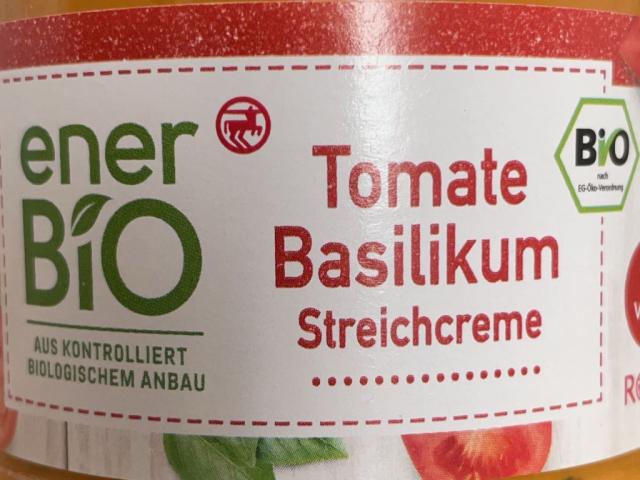 ener
BiO
AUS KONTROLLIERT
BIOLOGISCHEM ANBAU
Tomate
Basilikum
Streichcreme
BiO
nach
EG-Öko-Verordnung